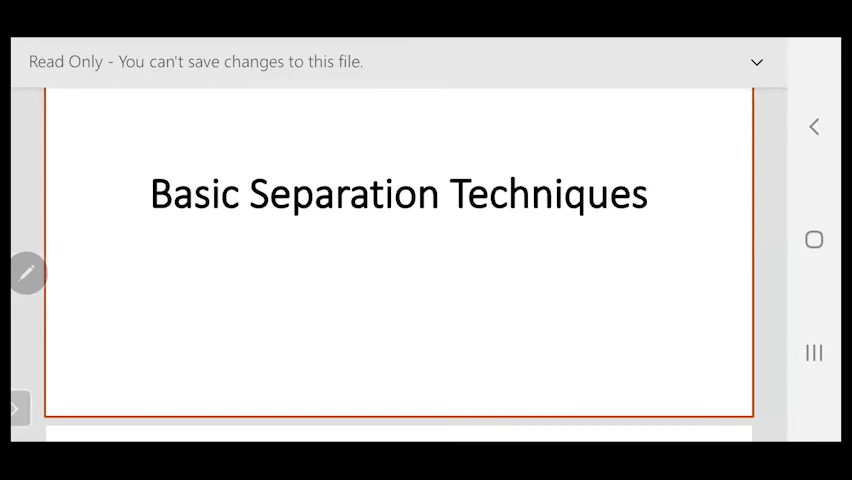 Read Only - You can't save changes to this file.
Basic Separation Techniques